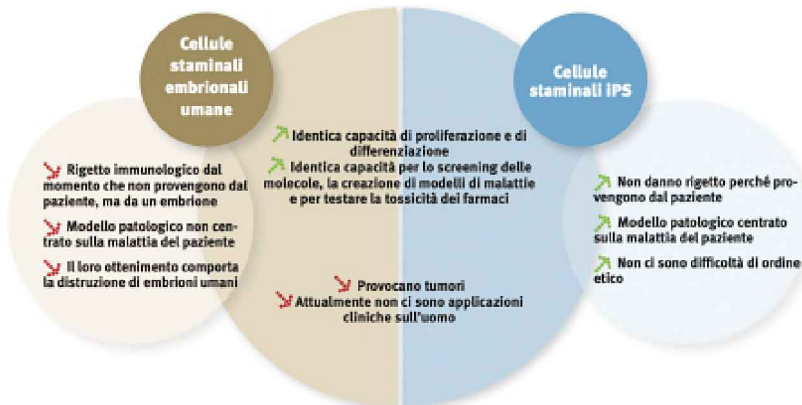 Cellule
staminali
embrionali
umane
Rigetto immunologico dal
momento che non provengono dal
paziente, ma da un embrione
Modello patologico non cen-
trato sulla malattia del paziente
Il loro ottenimento comporta
la distruzione di embrioni umani
Identica capacità di proliferazione e di
differenziazione
Identica capacità per lo screening delle
molecole, la creazione di modelli di malattie
e per testare la tossicità dei farmaci
Provocano tumori
Attualmente non ci sono applicazioni
cliniche sull'uomo
Cellule
staminali iPS
Non danno rigetto perché pro-
vengono dal paziente
Modello patologico centrato
sulla malattia del paziente
Non ci sono difficoltà di ordine
etico